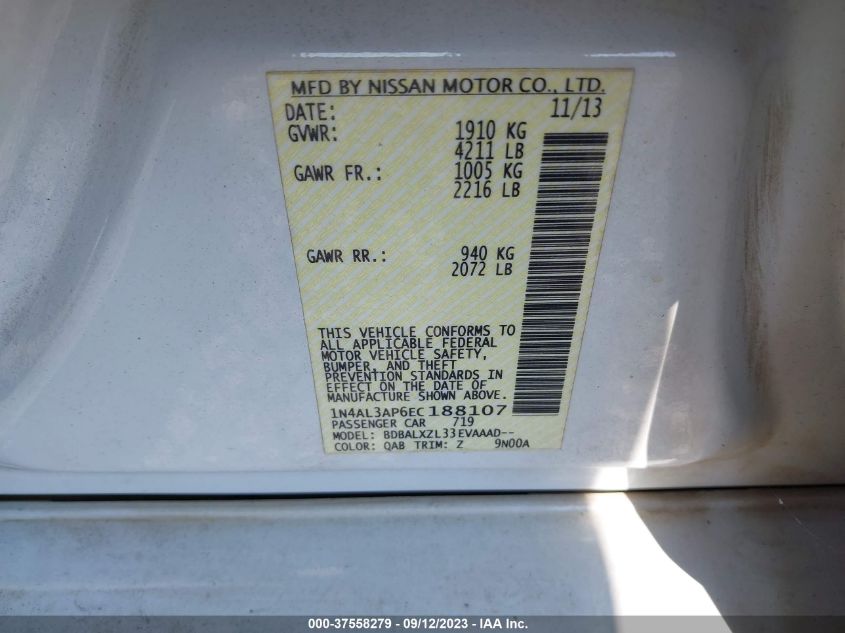 MFD BY NISSAN MOTOR CO., LTD.
DATE: 11/13
GVWR: 1910 KG
4211 LB
GAWR FR.: 1005 KG
2216 LB
GAWR RR.: 940 KG
2072 LB
THIS VEHICLE CONFORMS TO
ALL APPLICABLE FEDERAL
MOTOR VEHICLE SAFETY,
BUMPER, AND THEFT
PREVENTION STANDARDS IN
EFFECT ON THE DATE OF
MANUFACTURE SHOWN ABOVE.
1N4AL3AP6EC188107
PASSENGER CAR 719
MODEL: BDBALXZL33EVAAAD--
COLOR: QAB TRIM: Z 9N00A
000-37558279 - 09/12/2023 - IAA Inc.